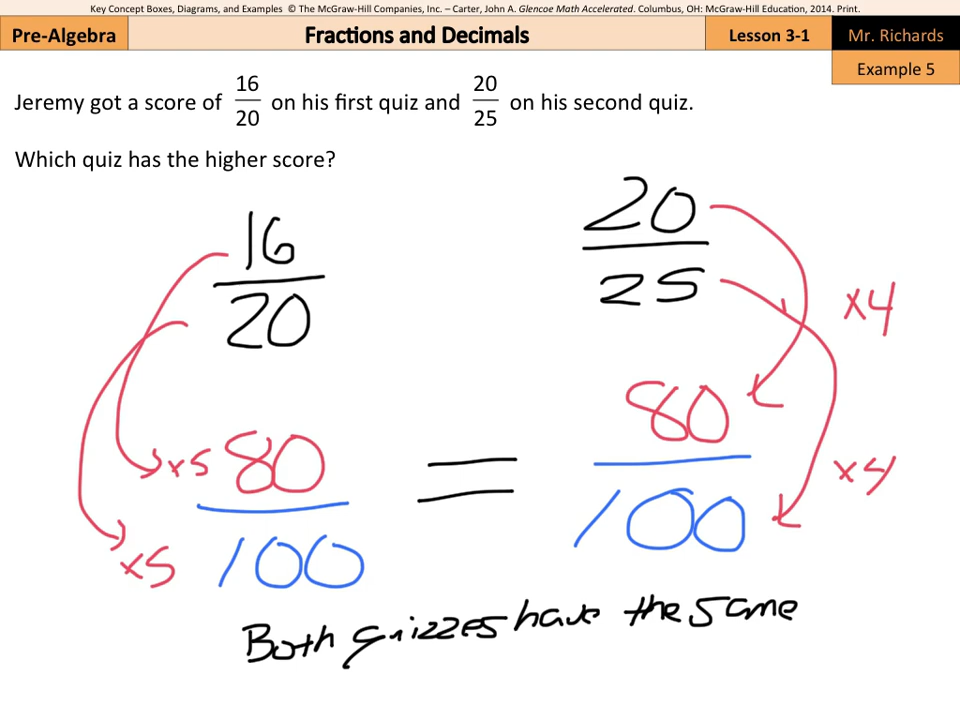 Key Concept Boxes, Diagrams, and Examples © The McGraw-Hill Companies, Inc. – Carter, John A. Glencoe Math Accelerated. Columbus, OH: McGraw-Hill Education, 2014. Print.
Pre-Algebra Fractions and Decimals Lesson 3-1 Mr. Richards
Example 5
Jeremy got a score of 16/20 on his first quiz and 20/25 on his second quiz.
Which quiz has the higher score?
16/20 20/25
x4
x5 80/100 = 80/100 x4
x5
Both quizzes have the same